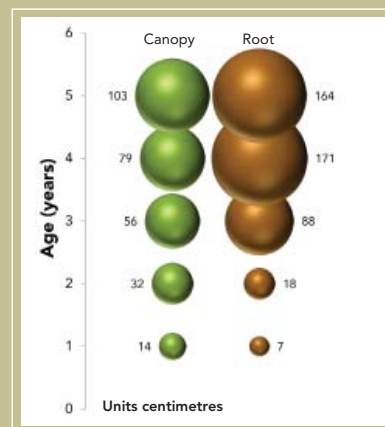 6
Canopy Root
5 103 164
4 79 171
Age (years)
3 56 88
2 32 18
1 14 7
0 Units centimetres